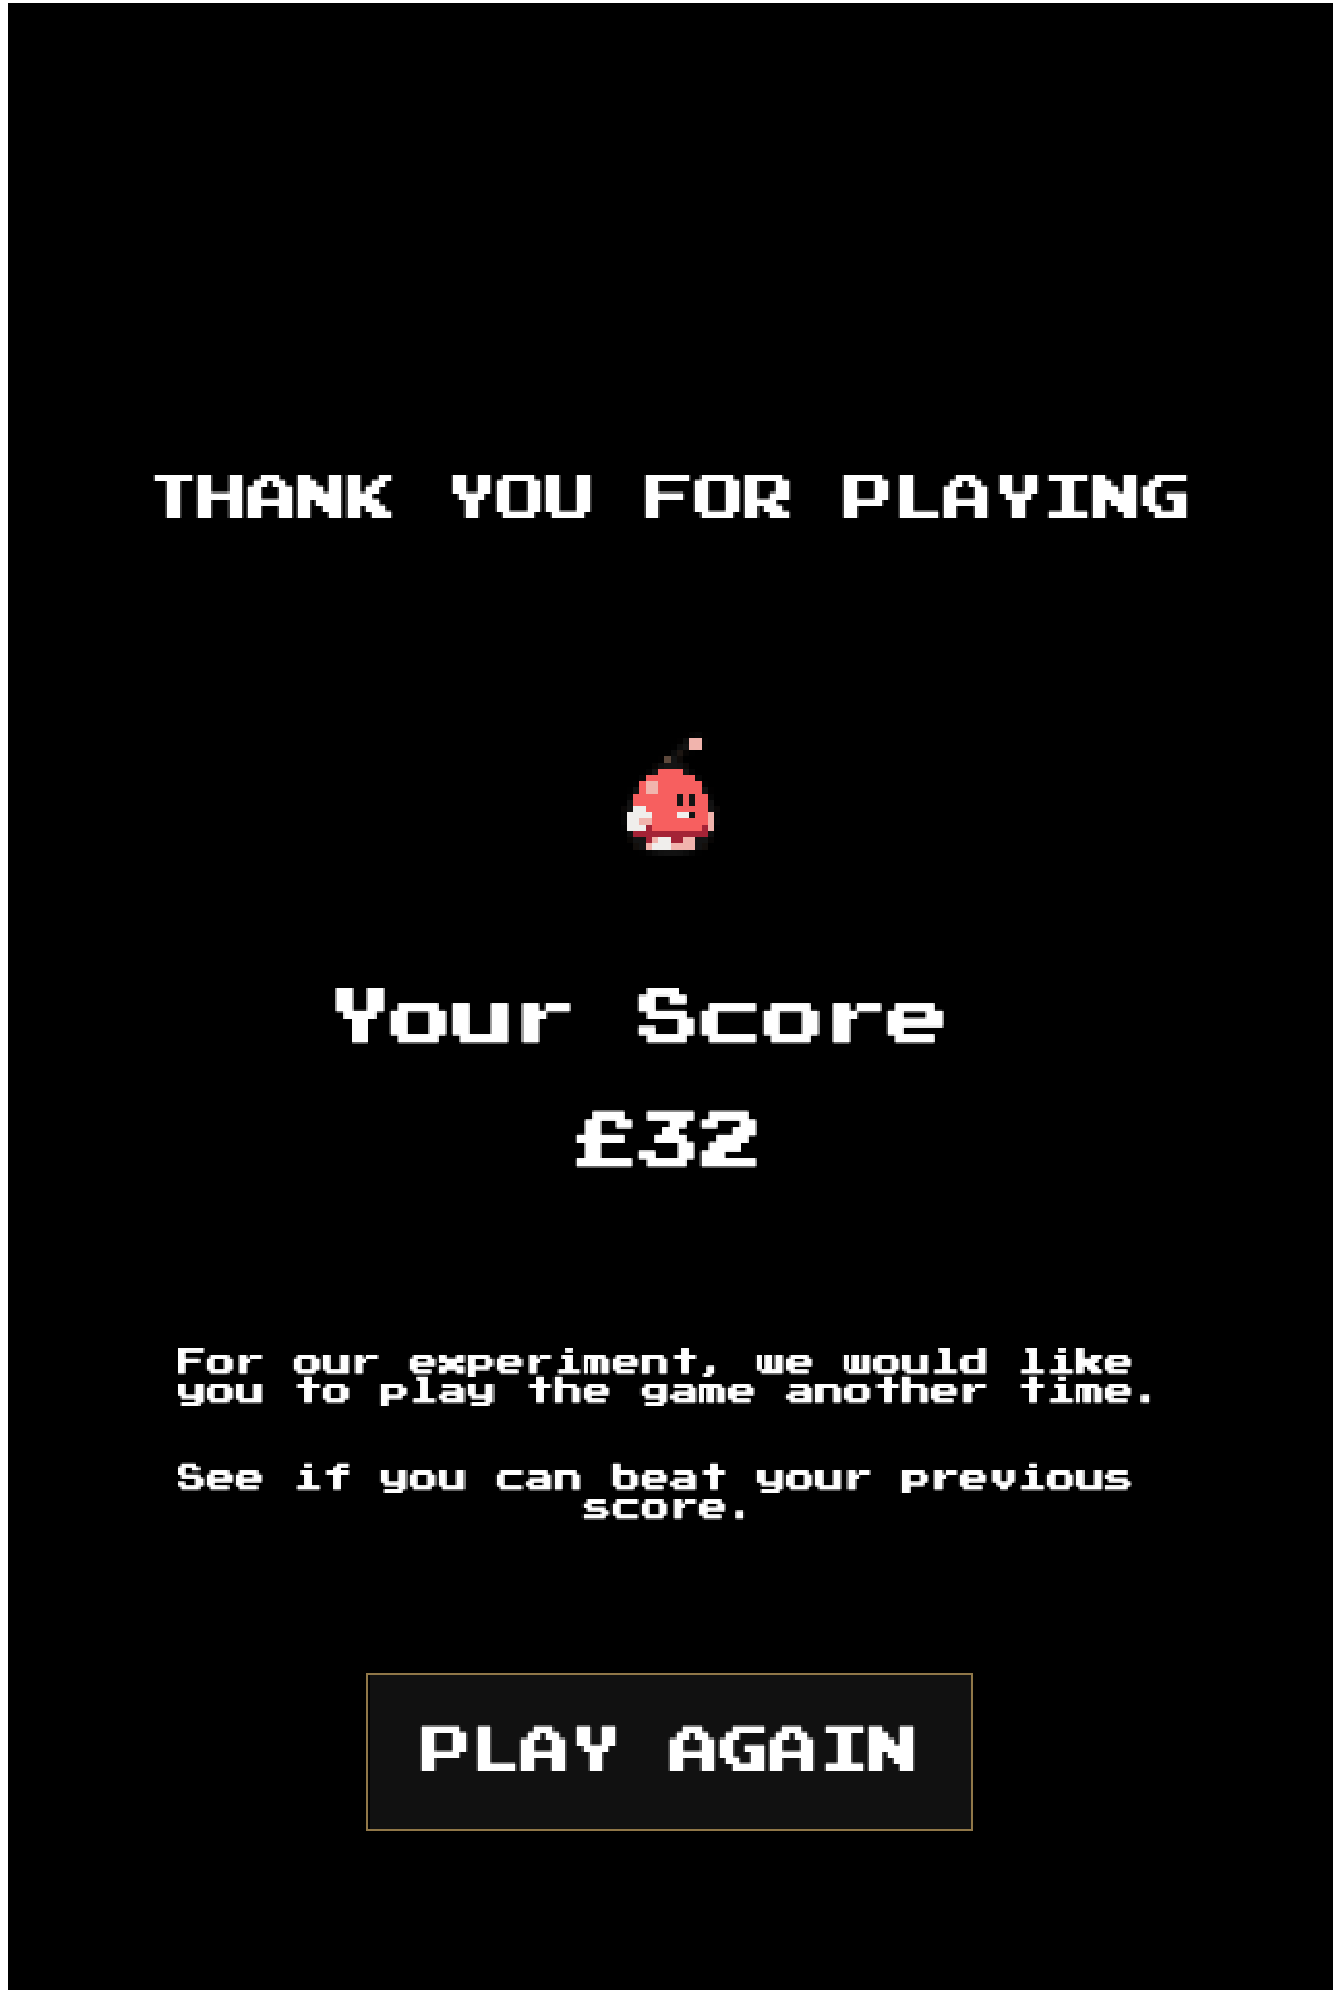 THANK YOU FOR PLAYING
Your Score
£32
For our experiment, we would like
you to play the game another time.
See if you can beat your previous
score.
PLAY AGAIN